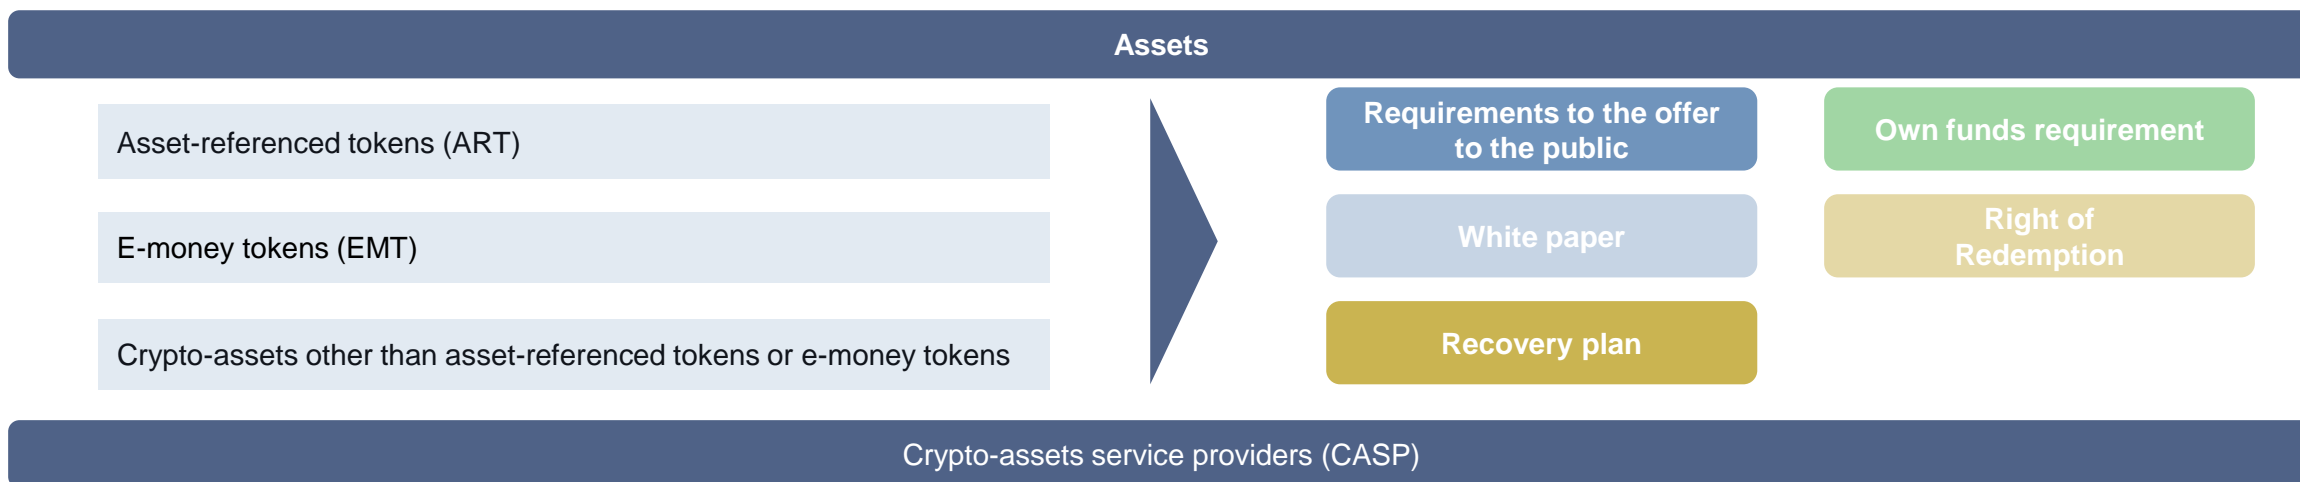 Assets
Asset-referenced tokens (ART)
E-money tokens (EMT)
Crypto-assets other than asset-referenced tokens or e-money tokens
Requirements to the offer
to the public
Own funds requirement
White paper
Right of
Redemption
Recovery plan
Crypto-assets service providers (CASP)